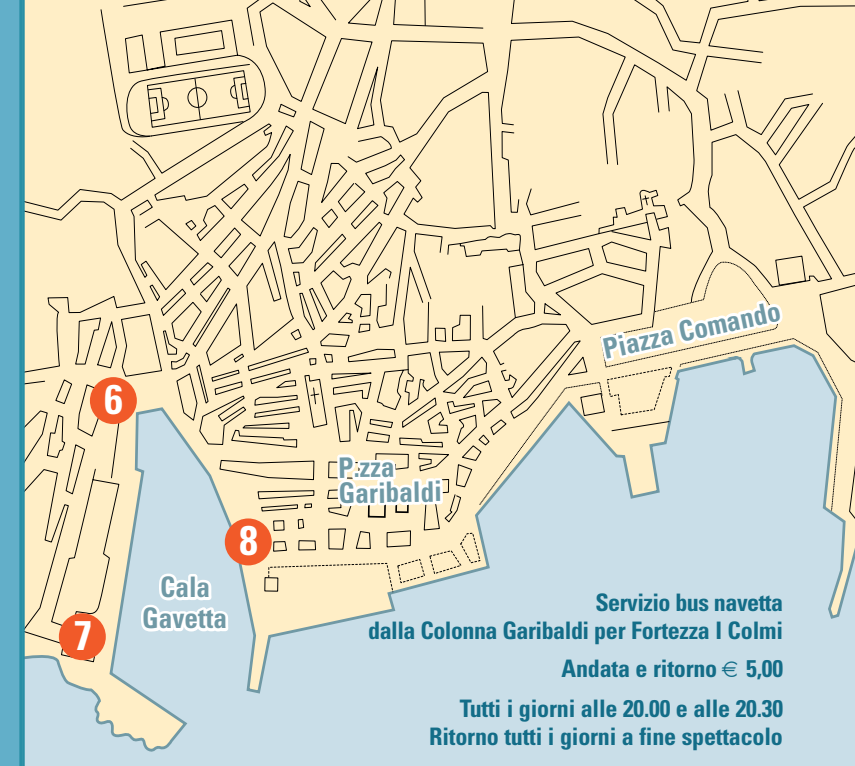 Piazza Comando
6
P.zza
Garibaldi
8
Cala
Gavetta
7
Servizio bus navetta
dalla Colonna Garibaldi per Fortezza I Colmi
Andata e ritorno € 5,00
Tutti i giorni alle 20.00 e alle 20.30
Ritorno tutti i giorni a fine spettacolo